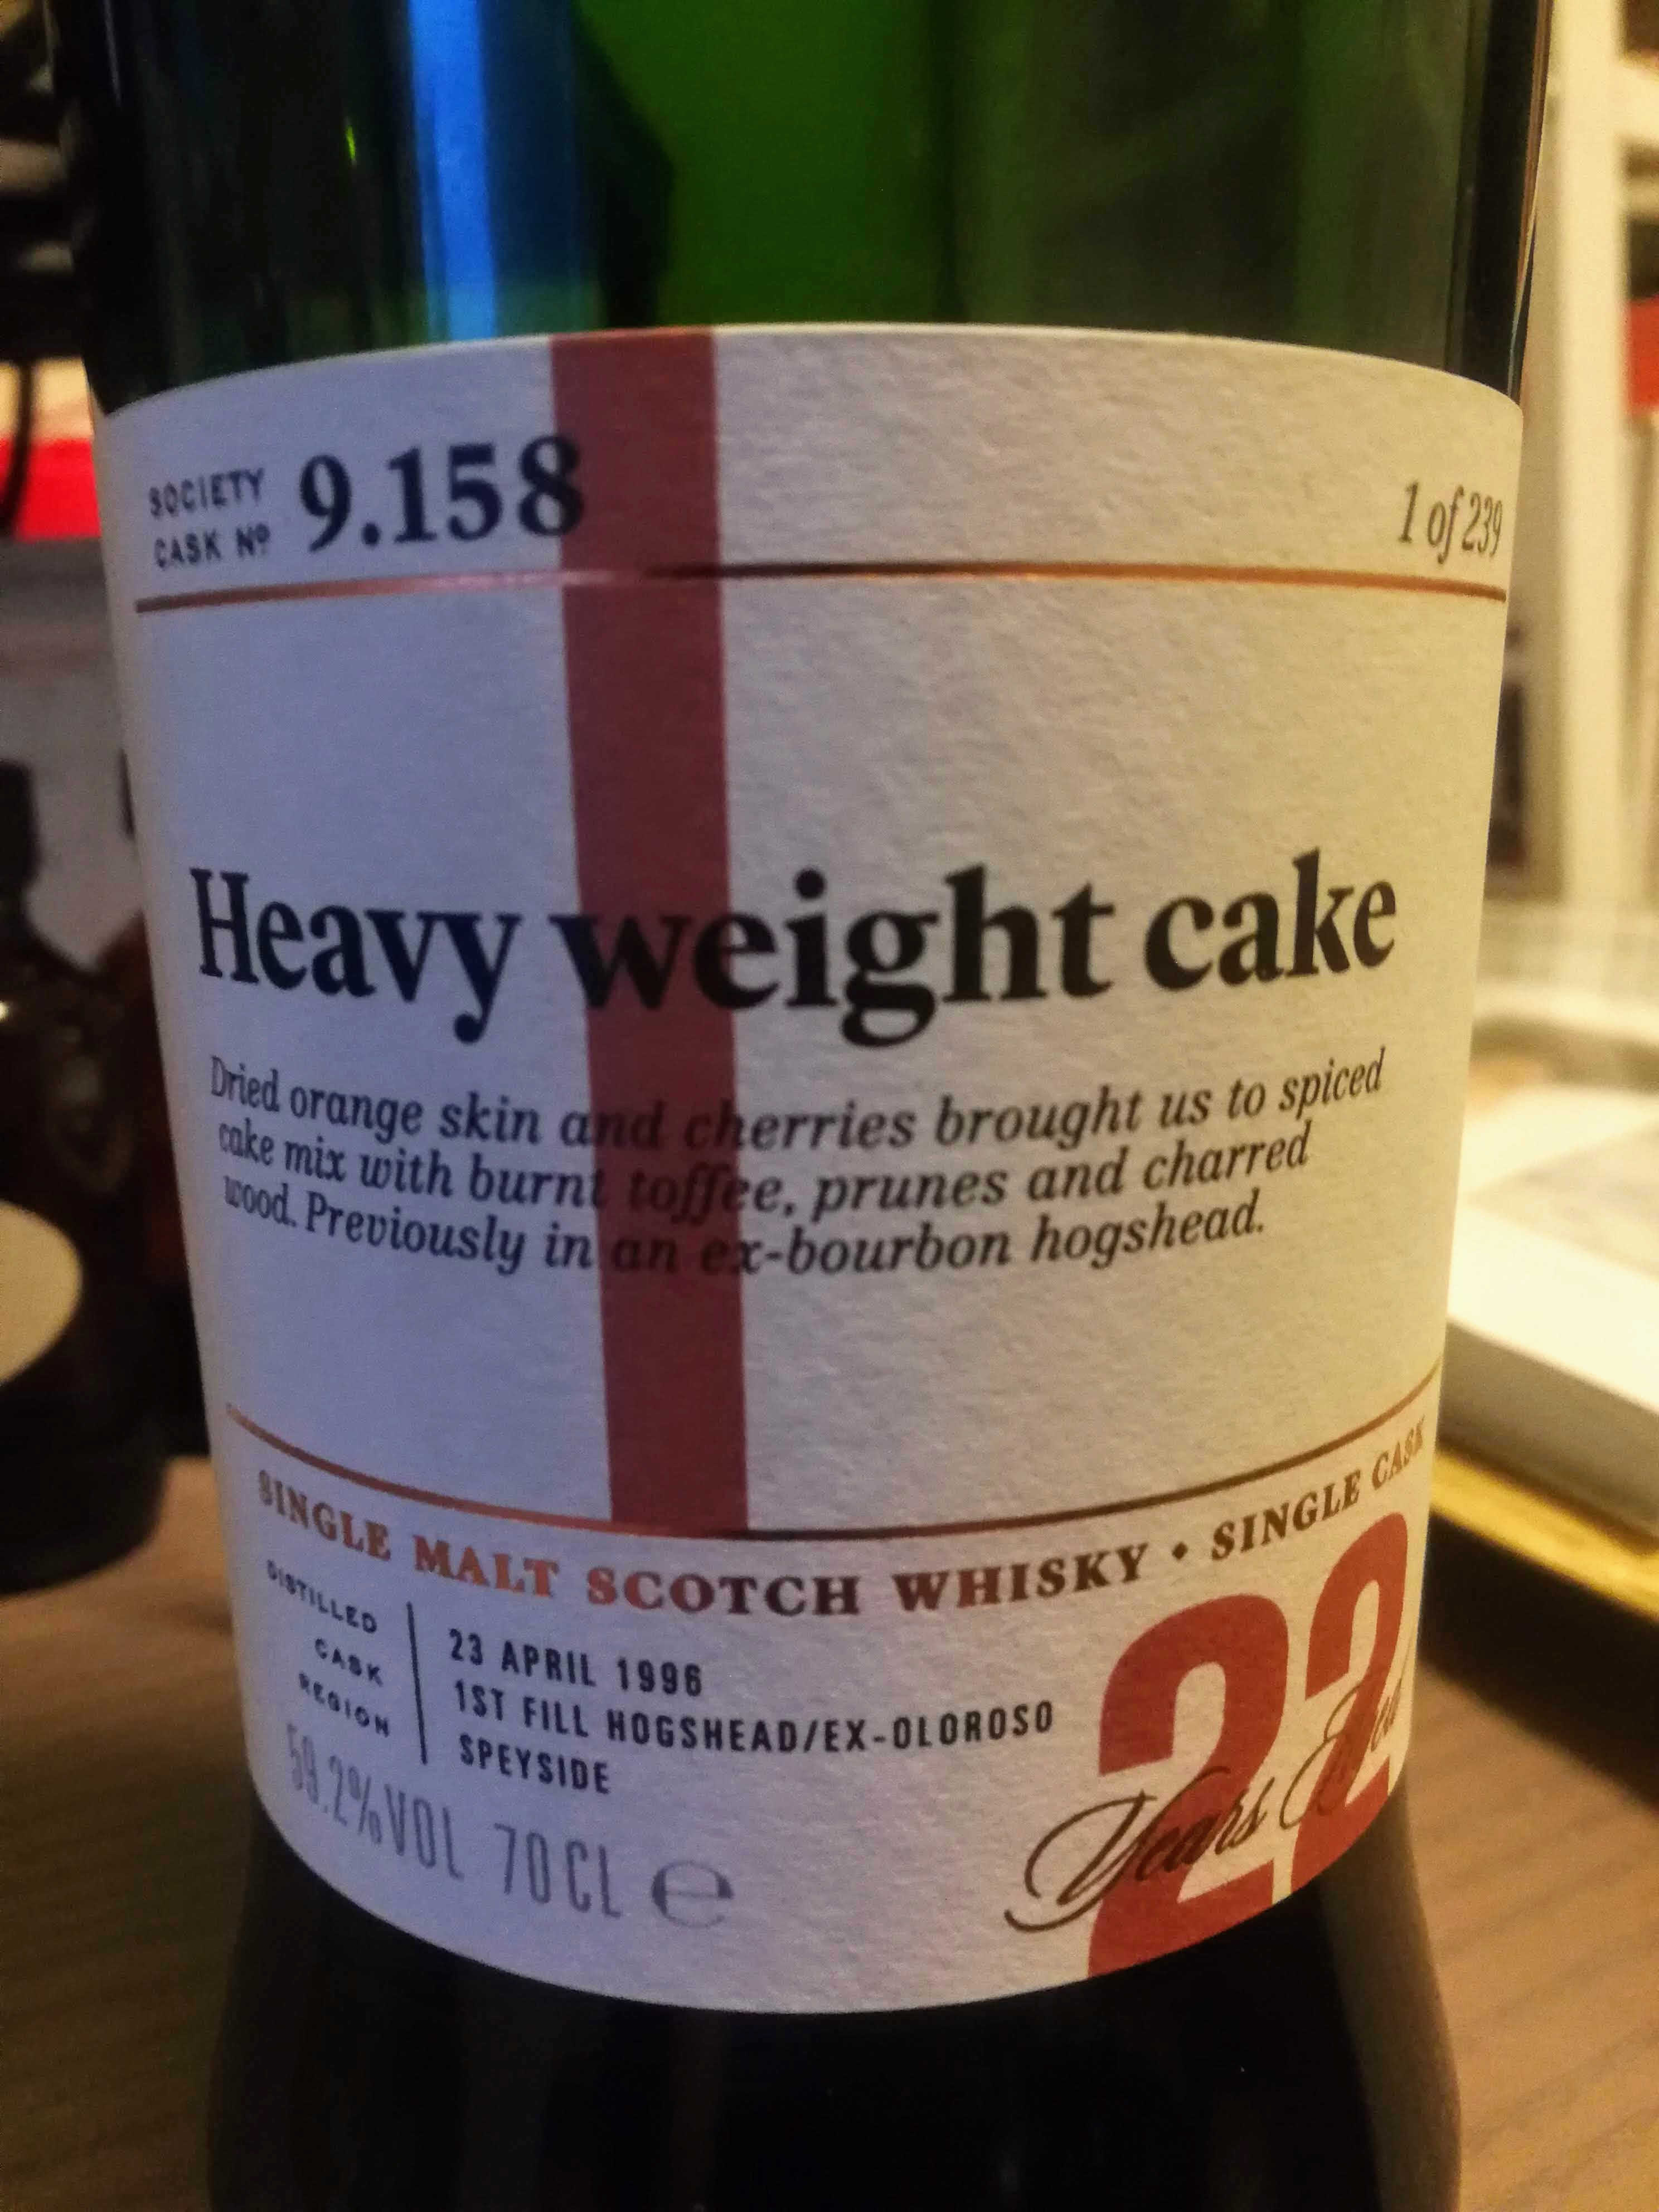 SOCIETY
CASK Nº 9.158
1 of 239
Heavy weight cake
Dried orange skin and cherries brought us to spiced
cake mix with burnt toffee, prunes and charred
wood. Previously in an ex-bourbon hogshead.
SINGLE MALT SCOTCH WHISKY • SINGLE CASK
DISTILLED 23 APRIL 1996
CASK 1ST FILL HOGSHEAD/EX-OLOROSO
REGION SPEYSIDE
59.2%VOL 70CL e
22
Years